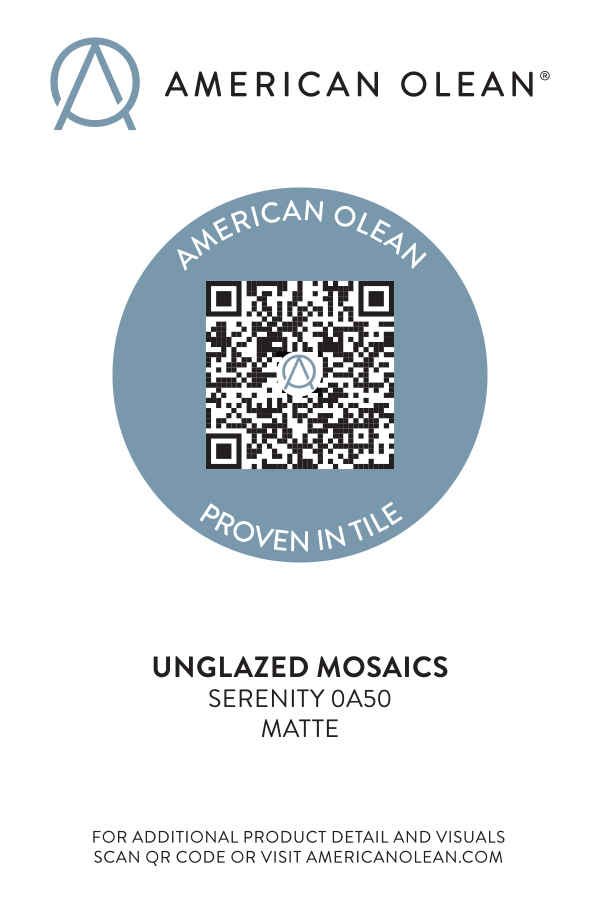 AMERICAN OLEAN®
AMERICAN OLEAN
PROVEN IN TILE
UNGLAZED MOSAICS
SERENITY 0A50
MATTE
FOR ADDITIONAL PRODUCT DETAIL AND VISUALS
SCAN QR CODE OR VISIT AMERICANOLEAN.COM